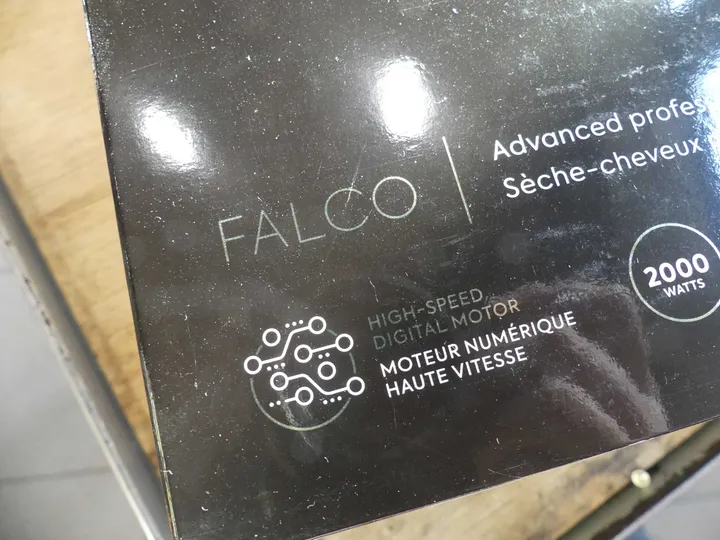 FALCO
Advanced profes
Sèche-cheveux
2000
WATTS
HIGH-SPEED
DIGITAL MOTOR
MOTEUR NUMÉRIQUE
HAUTE VITESSE